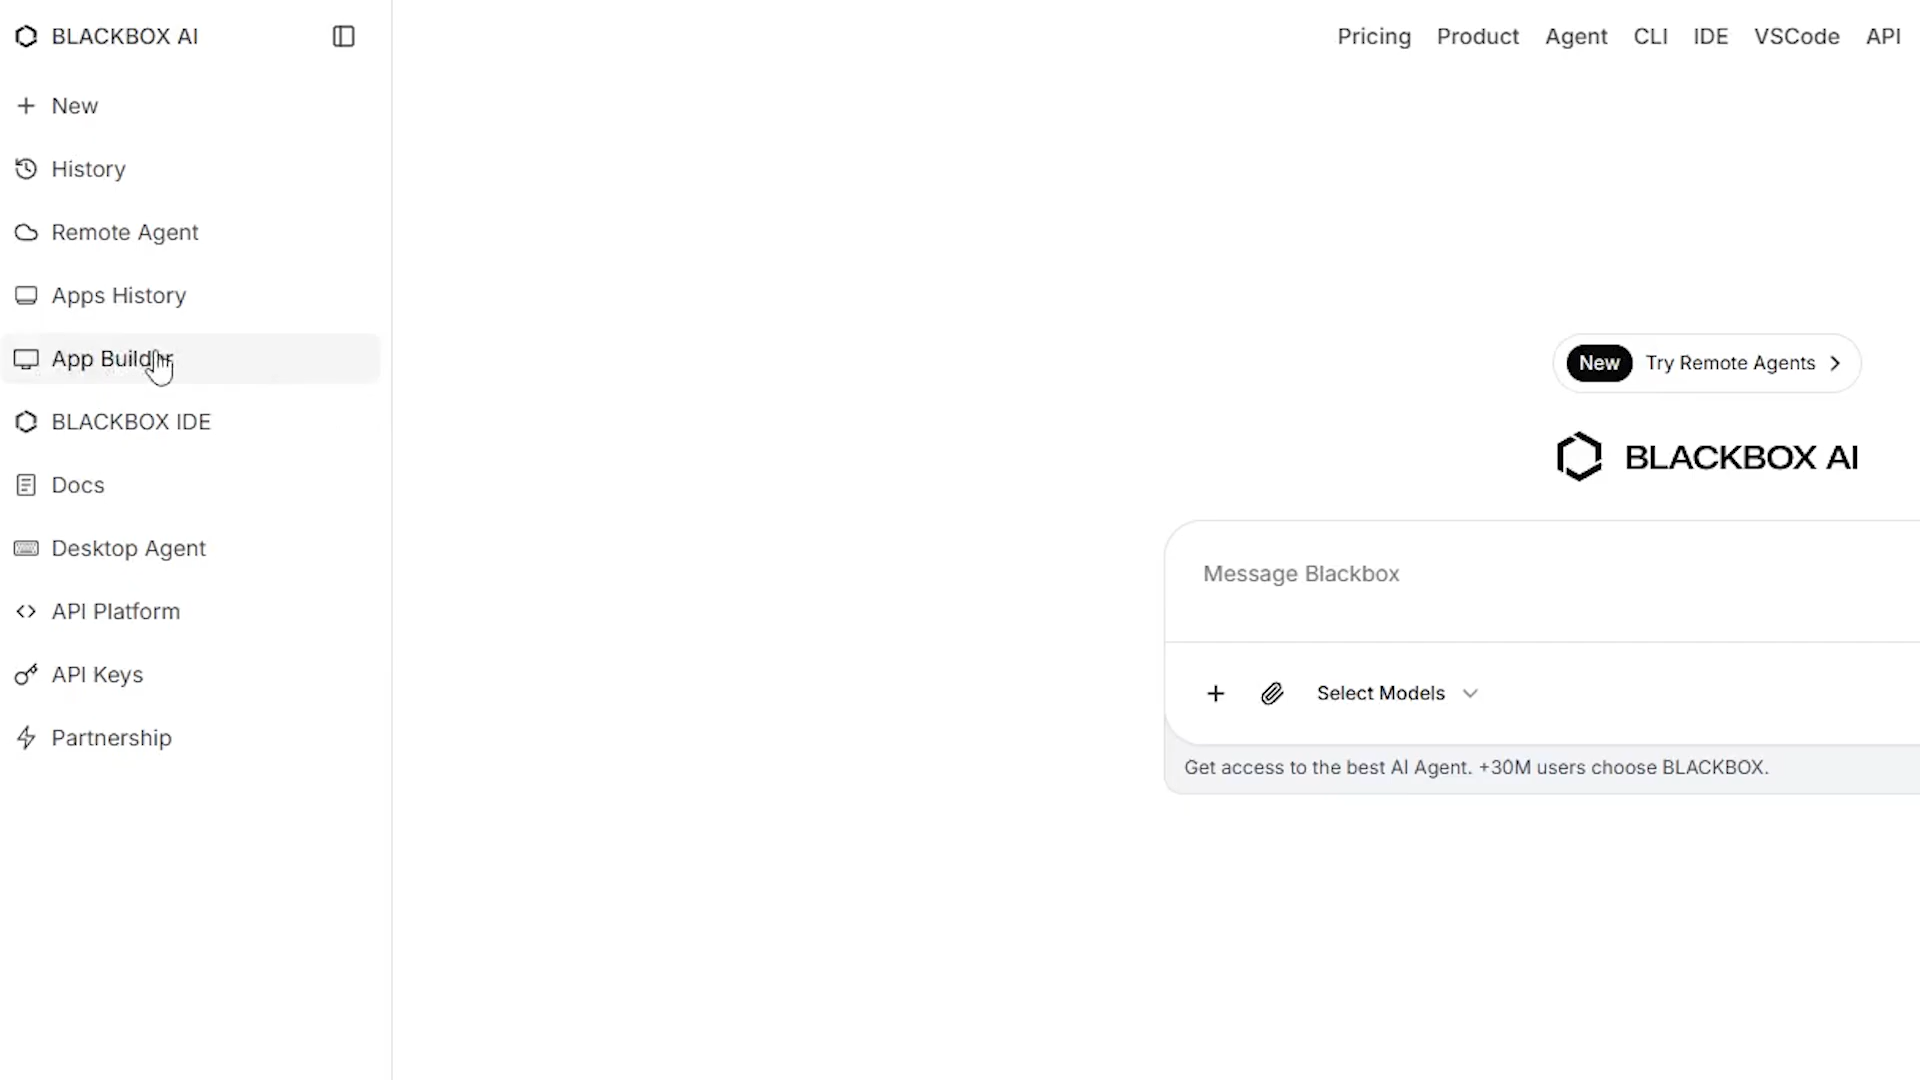 BLACKBOX AI
Pricing Product Agent CLI IDE VSCode API
New
History
Remote Agent
Apps History
App Builder
BLACKBOX IDE
Docs
Desktop Agent
API Platform
API Keys
Partnership
New Try Remote Agents
BLACKBOX AI
Message Blackbox
Select Models
Get access to the best AI Agent. +30M users choose BLACKBOX.